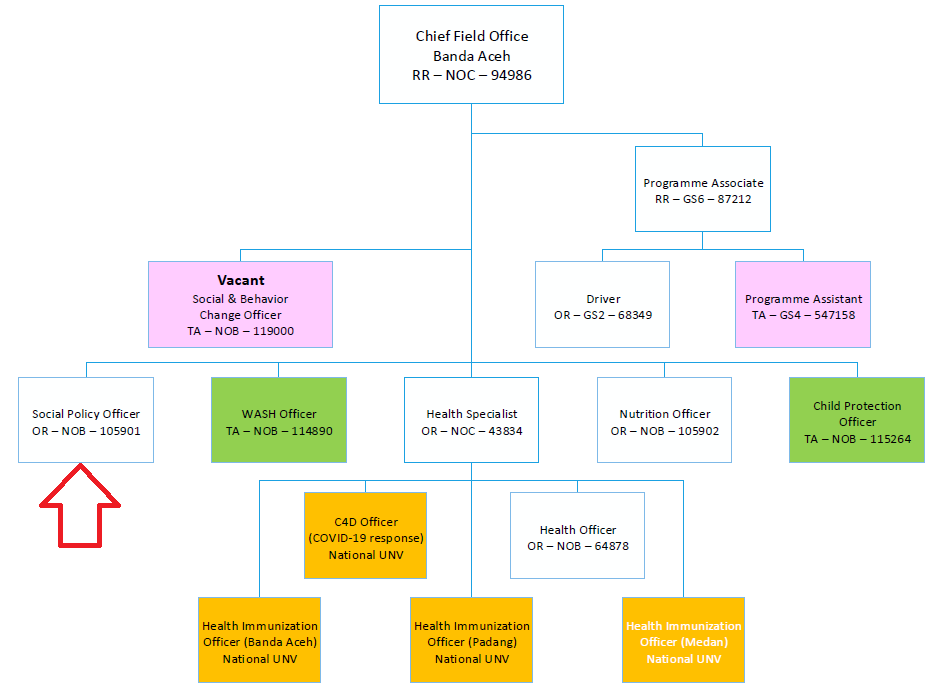 Chief Field Office
Banda Aceh
RR – NOC – 94986
Programme Associate
RR – GS6 – 87212
Vacant
Social & Behavior
Change Officer
TA – NOB – 119000
Driver
OR – GS2 – 68349
Programme Assistant
TA – GS4 – 547158
Social Policy Officer
OR – NOB – 105901
WASH Officer
TA – NOB – 114890
Health Specialist
OR – NOC – 43834
Nutrition Officer
OR – NOB – 105902
Child Protection
Officer
TA – NOB – 115264
C4D Officer
(COVID-19 response)
National UNV
Health Officer
OR – NOB – 64878
Health Immunization
Officer (Banda Aceh)
National UNV
Health Immunization
Officer (Padang)
National UNV
Health Immunization
Officer (Medan)
National UNV